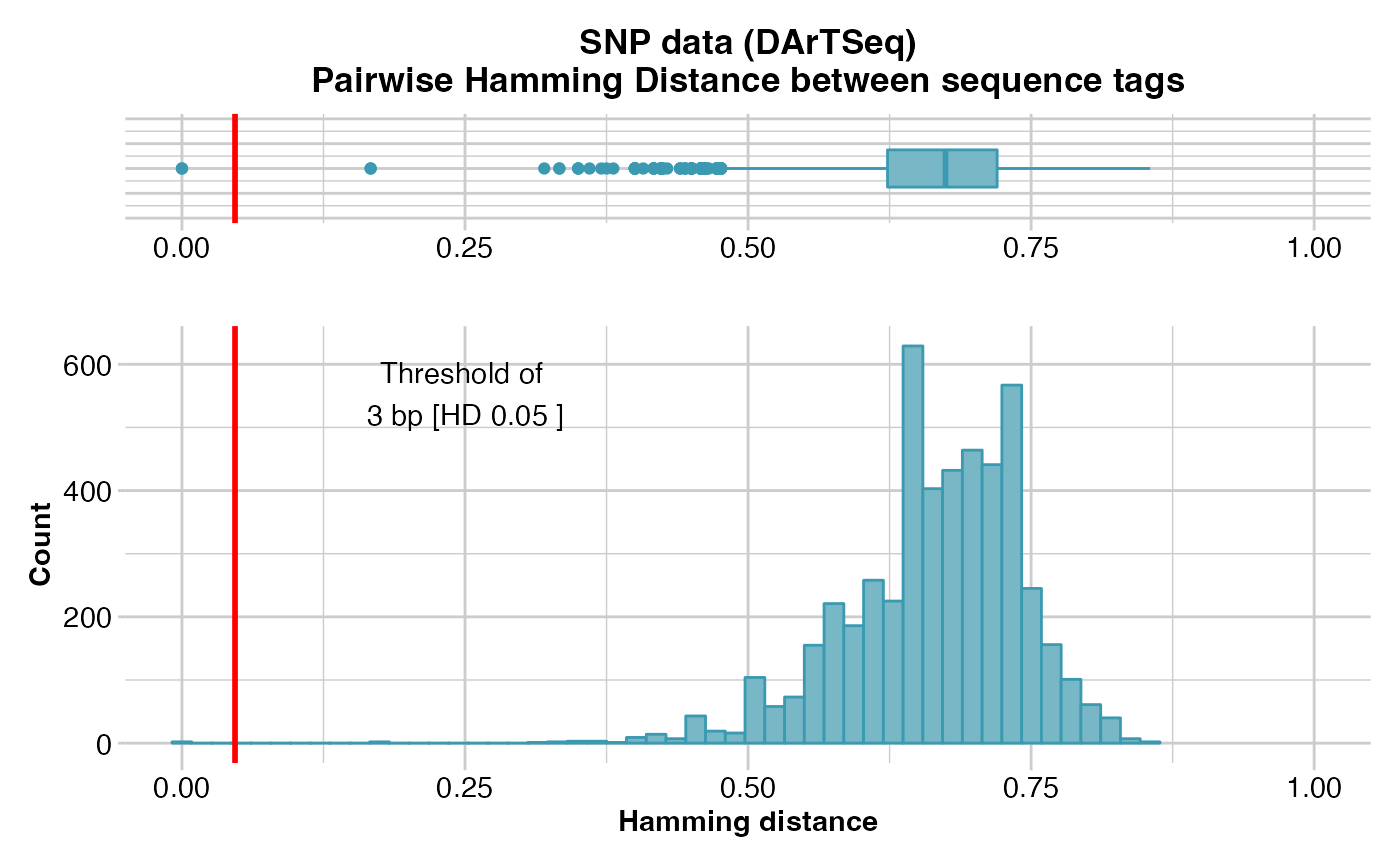 SNP data (DArTSeq)
Pairwise Hamming Distance between sequence tags
0.00 0.25 0.50 0.75 1.00
Threshold of
3 bp [HD 0.05 ]
600
400
200
0
Count
0.00 0.25 0.50 0.75 1.00
Hamming distance